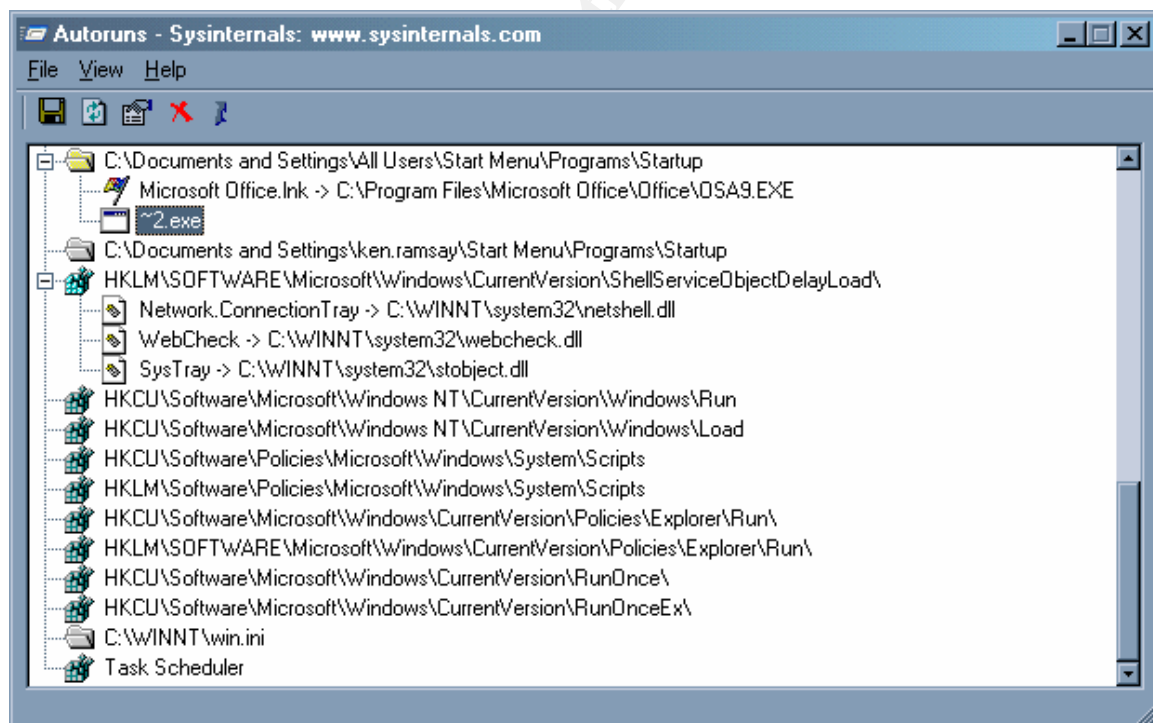 Autoruns - Sysinternals: www.sysinternals.com
File View Help
C:\Documents and Settings\All Users\Start Menu\Programs\Startup
Microsoft Office.lnk -> C:\Program Files\Microsoft Office\Office\OSA9.EXE
~2.exe
C:\Documents and Settings\ken.ramsay\Start Menu\Programs\Startup
HKLM\SOFTWARE\Microsoft\Windows\CurrentVersion\ShellServiceObjectDelayLoad\
Network.ConnectionTray -> C:\WINNT\system32\netshell.dll
WebCheck -> C:\WINNT\system32\webcheck.dll
SysTray -> C:\WINNT\system32\stobject.dll
HKCU\Software\Microsoft\Windows NT\CurrentVersion\Windows\Run
HKCU\Software\Microsoft\Windows NT\CurrentVersion\Windows\Load
HKCU\Software\Policies\Microsoft\Windows\System\Scripts
HKLM\Software\Policies\Microsoft\Windows\System\Scripts
HKCU\Software\Microsoft\Windows\CurrentVersion\Policies\Explorer\Run\
HKLM\SOFTWARE\Microsoft\Windows\CurrentVersion\Policies\Explorer\Run\
HKCU\Software\Microsoft\Windows\CurrentVersion\RunOnce\
HKCU\Software\Microsoft\Windows\CurrentVersion\RunOnceEx\
C:\WINNT\win.ini
Task Scheduler